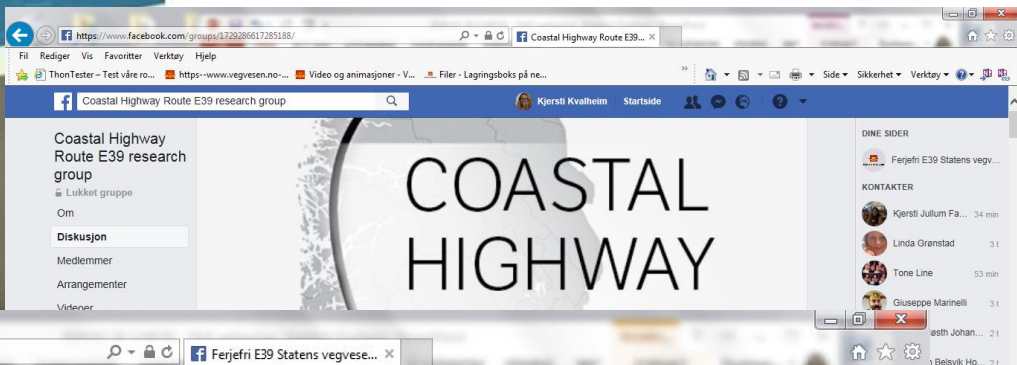 https://www.facebook.com/groups/1729286617285188/
Coastal Highway Route E39...
Fil Rediger Vis Favoritter Verktøy Hjelp
ThonTester – Test våre ro... https--www.vegvesen.no-... Video og animasjoner - V... Filer - Lagringsboks på ne...
» Side Sikkerhet Verktøy
Coastal Highway Route E39 research group
Kjersti Kvalheim Startside
Coastal Highway
Route E39 research
group
Lukket gruppe
Om
Diskusjon
Medlemmer
Arrangementer
Videoer
COASTAL
HIGHWAY
DINE SIDER
Ferjefri E39 Statens vegv...
KONTAKTER
Kjersti Jullum Fa... 34 min
Linda Grønstad 3 t
Tone Line 53 min
Giuseppe Marinelli 3 t
østh Johan... 2 t
Belsvik Ho... 2 t
Ferjefri E39 Statens vegvese...